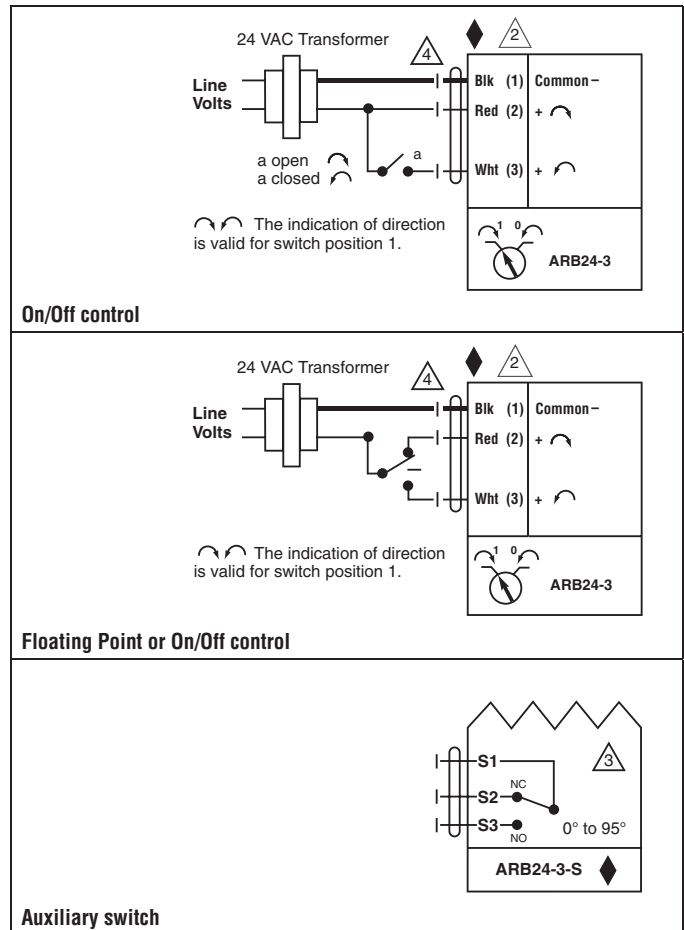 24 VAC Transformer
4
2
Line
Volts
Blk (1) Common –
Red (2) +
a open
a closed
a
Wht (3) +
The indication of direction
is valid for switch position 1.
1 0
ARB24-3
On/Off control
24 VAC Transformer
4
2
Line
Volts
Blk (1) Common –
Red (2) +
Wht (3) +
The indication of direction
is valid for switch position 1.
1 0
ARB24-3
Floating Point or On/Off control
S1
3
S2
NC
S3
NO
0° to 95°
ARB24-3-S
Auxiliary switch